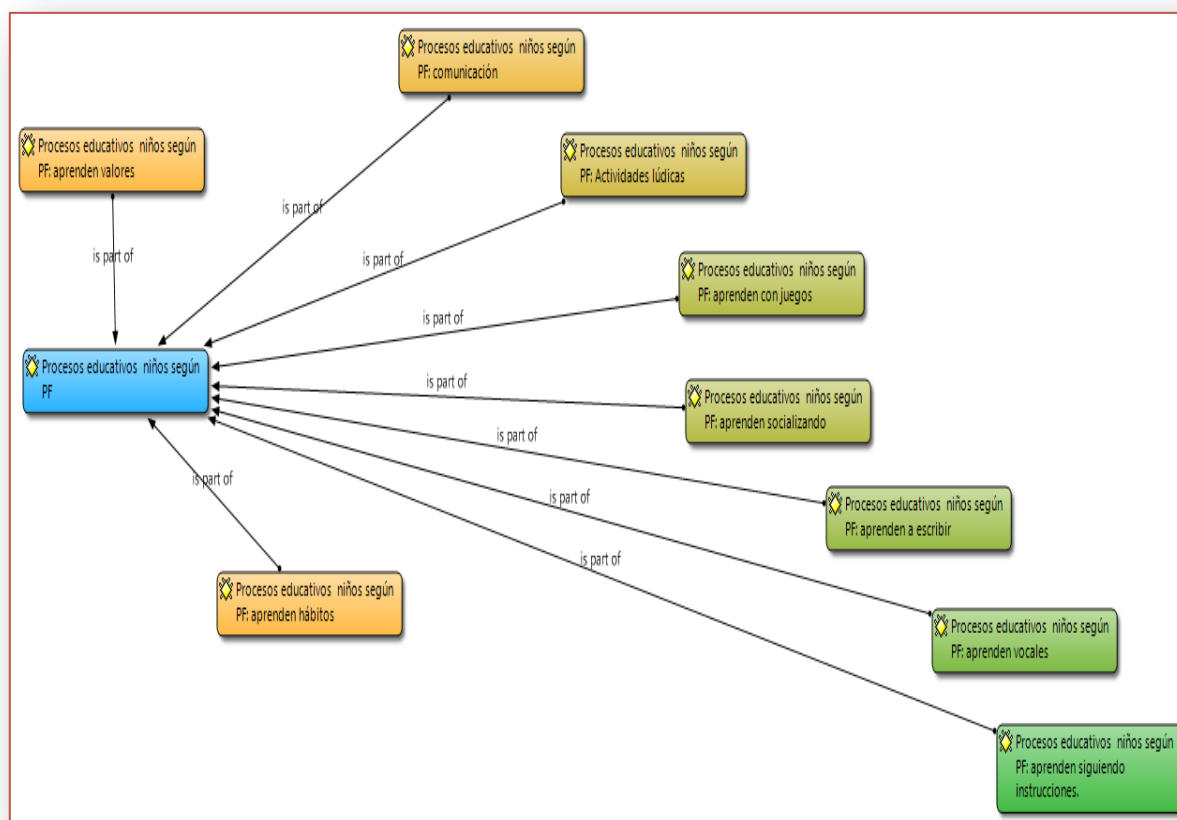 Procesos educativos niños según
PF: comunicación
Procesos educativos niños según
PF: aprenden valores
Procesos educativos niños según
PF: Actividades lúdicas
is part of
is part of
is part of
Procesos educativos niños según
PF: aprenden con juegos
is part of
Procesos educativos niños según
PF
is part of
Procesos educativos niños según
PF: aprenden socializando
is part of
is part of
is part of
Procesos educativos niños según
PF: aprenden a escribir
is part of
Procesos educativos niños según
PF: aprenden hábitos
Procesos educativos niños según
PF: aprenden vocales
Procesos educativos niños según
PF: aprenden siguiendo
instrucciones.